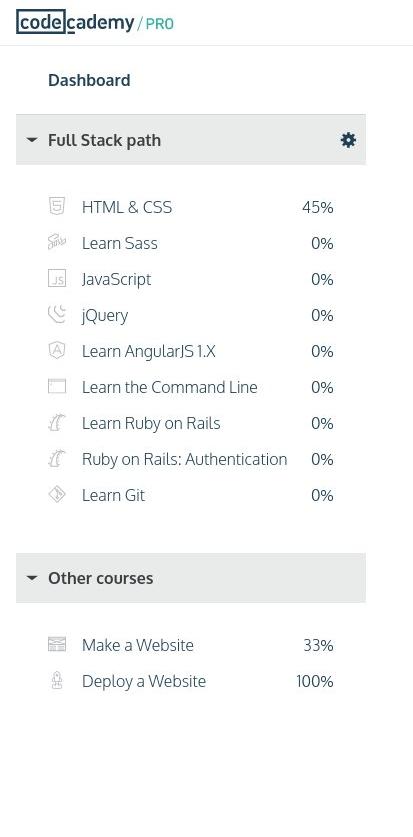 codecademy / PRO
Dashboard
Full Stack path
HTML & CSS 45%
Learn Sass 0%
JS JavaScript 0%
jQuery 0%
Learn AngularJS 1.X 0%
Learn the Command Line 0%
Learn Ruby on Rails 0%
Ruby on Rails: Authentication 0%
Learn Git 0%
Other courses
Make a Website 33%
Deploy a Website 100%